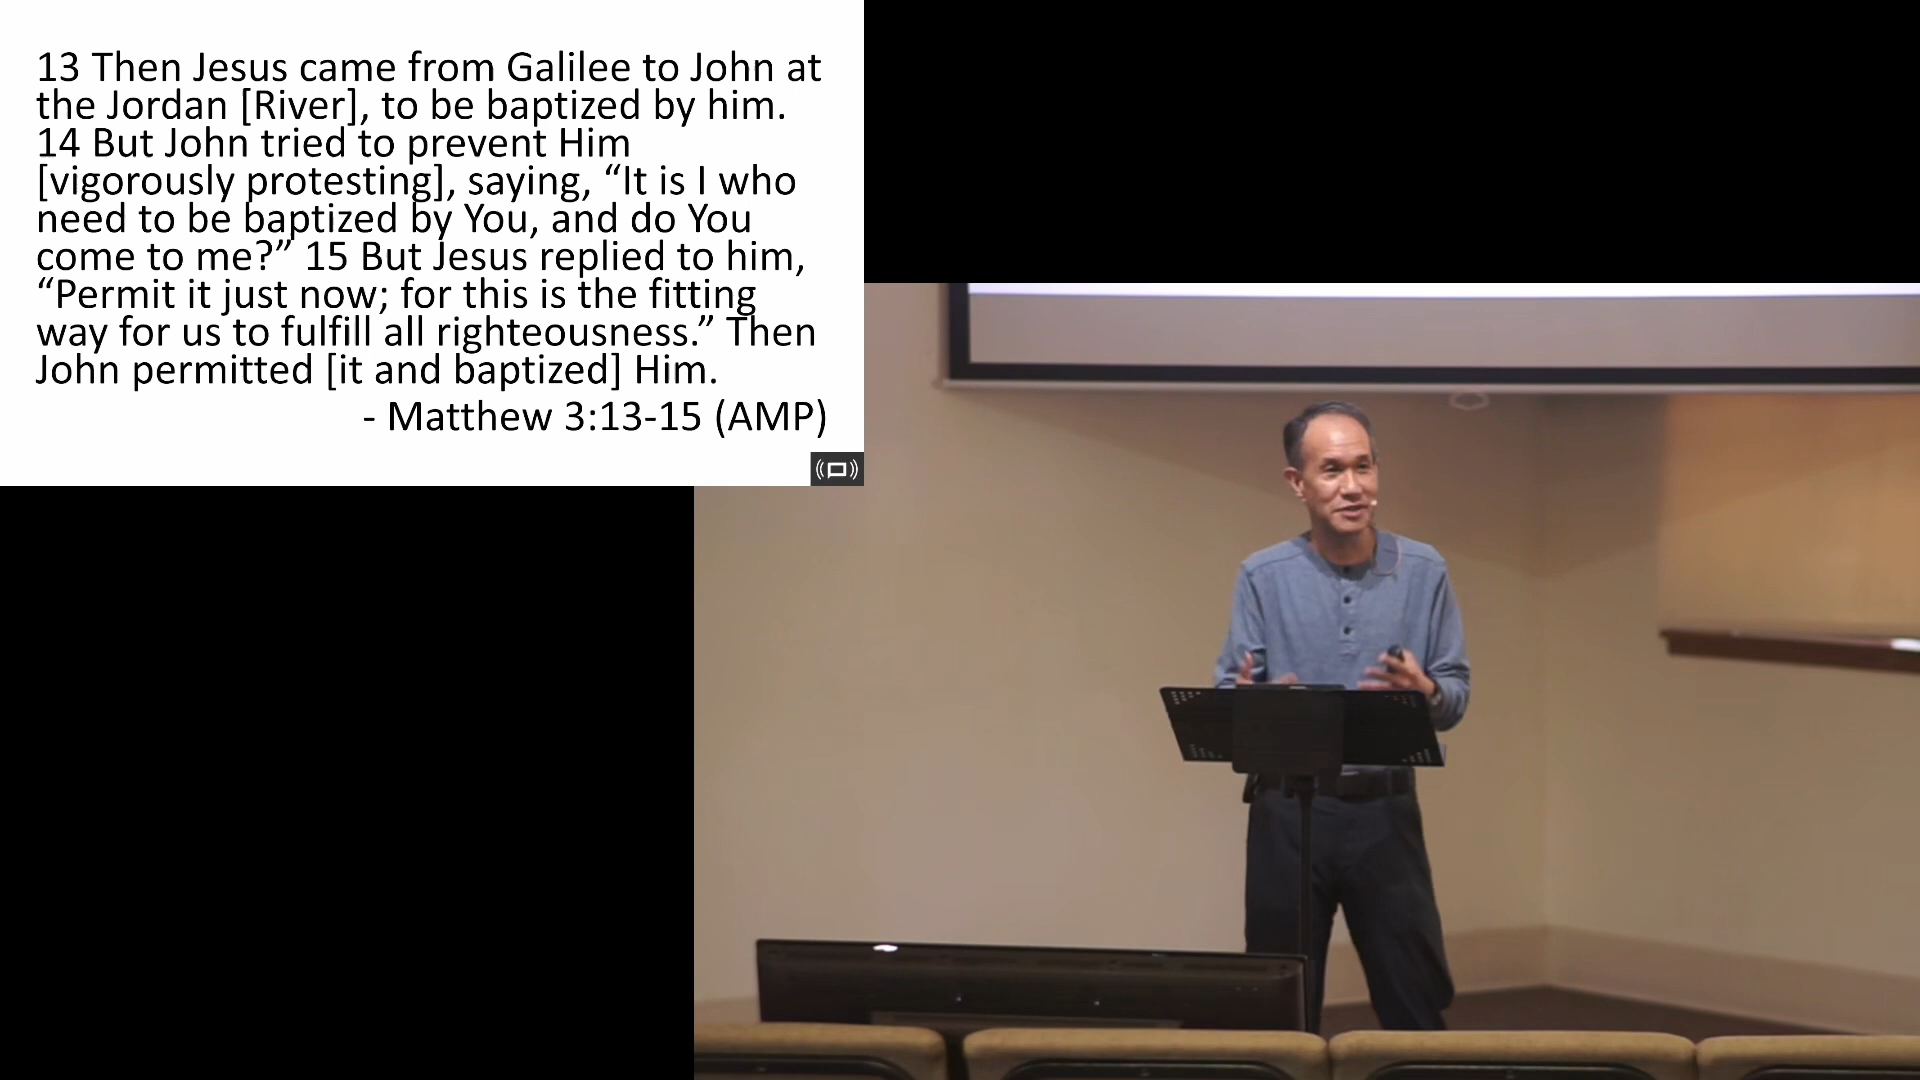 13 Then Jesus came from Galilee to John at
the Jordan [River], to be baptized by him.
14 But John tried to prevent Him
[vigorously protesting], saying, “It is I who
need to be baptized by You, and do You
come to me?” 15 But Jesus replied to him,
“Permit it just now; for this is the fitting
way for us to fulfill all righteousness.” Then
John permitted [it and baptized] Him.
- Matthew 3:13-15 (AMP)